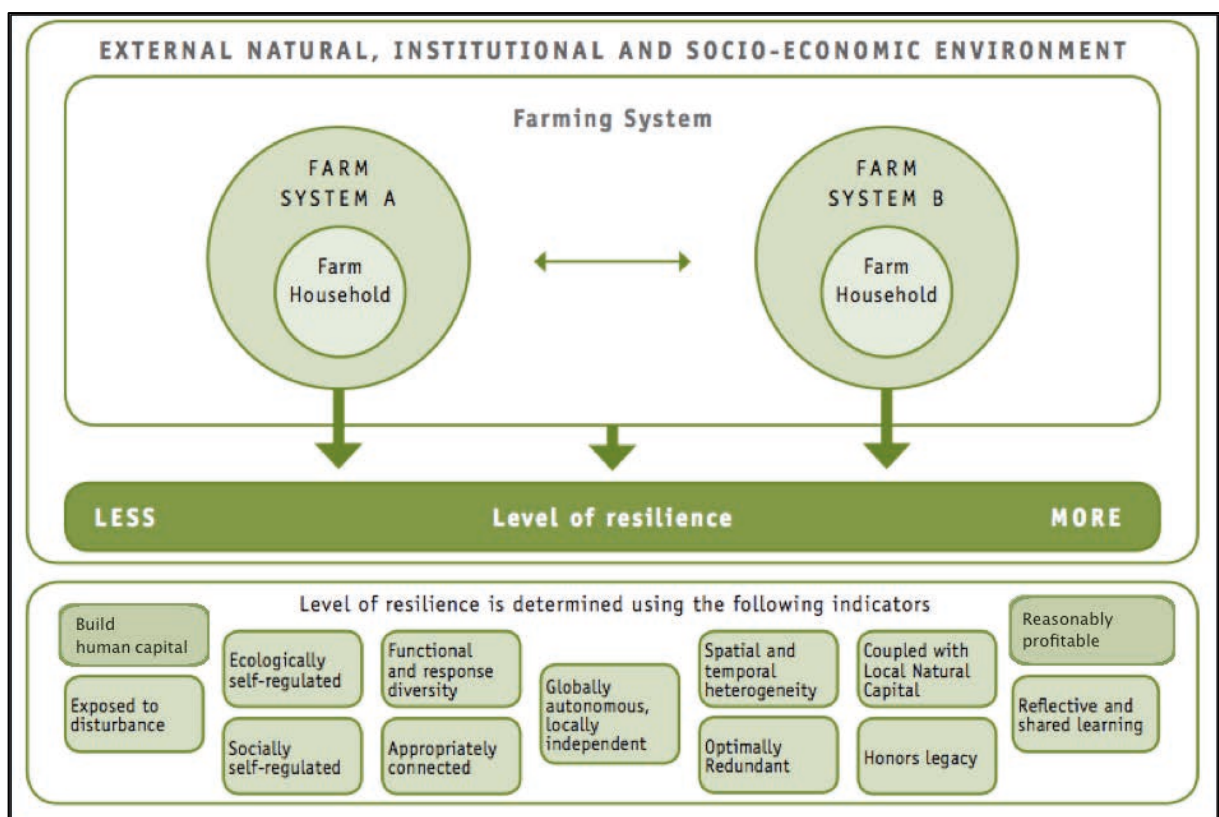 EXTERNAL NATURAL, INSTITUTIONAL AND SOCIO-ECONOMIC ENVIRONMENT
Farming System
FARM
SYSTEM A
Farm
Household
FARM
SYSTEM B
Farm
Household
LESS
Level of resilience
MORE
Level of resilience is determined using the following indicators
Build
human capital
Exposed to
disturbance
Ecologically
self-regulated
Socially
self-regulated
Functional
and response
diversity
Appropriately
connected
Globally
autonomous,
locally
independent
Spatial and
temporal
heterogeneity
Optimally
Redundant
Coupled with
Local Natural
Capital
Honors legacy
Reasonably
profitable
Reflective and
shared learning